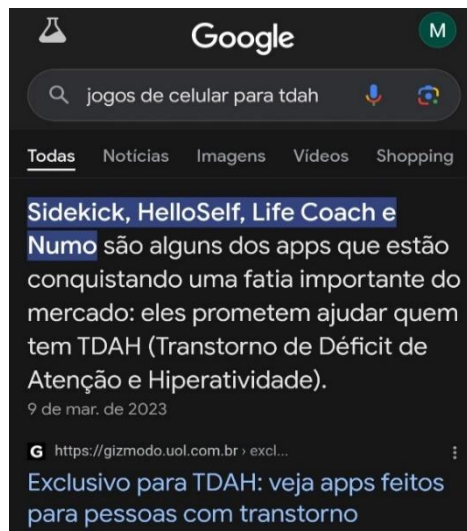 Google
M
jogos de celular para tdah
Todas Notícias Imagens Vídeos Shopping
Sidekick, HelloSelf, Life Coach e
Numo são alguns dos apps que estão
conquistando uma fatia importante do
mercado: eles prometem ajudar quem
tem TDAH (Transtorno de Déficit de
Atenção e Hiperatividade).
9 de mar. de 2023
G https://gizmodo.uol.com.br › excl...
Exclusivo para TDAH: veja apps feitos
para pessoas com transtorno